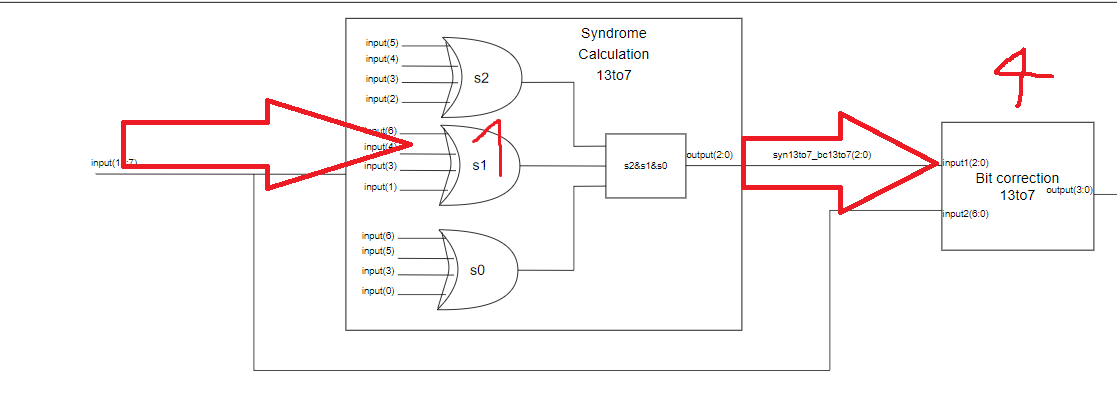 Syndrome
Calculation
13to7
input(5)
input(4)
input(3)
input(2)
s2
input(6)
input(4)
input(3)
input(1)
s1
1
input(6)
input(5)
input(3)
input(0)
s0
s2&s1&s0
output(2:0)
syn13to7_bc13to7(2:0)
4
input1(2:0)
Bit correction
13to7
output(3:0)
input2(6:0)